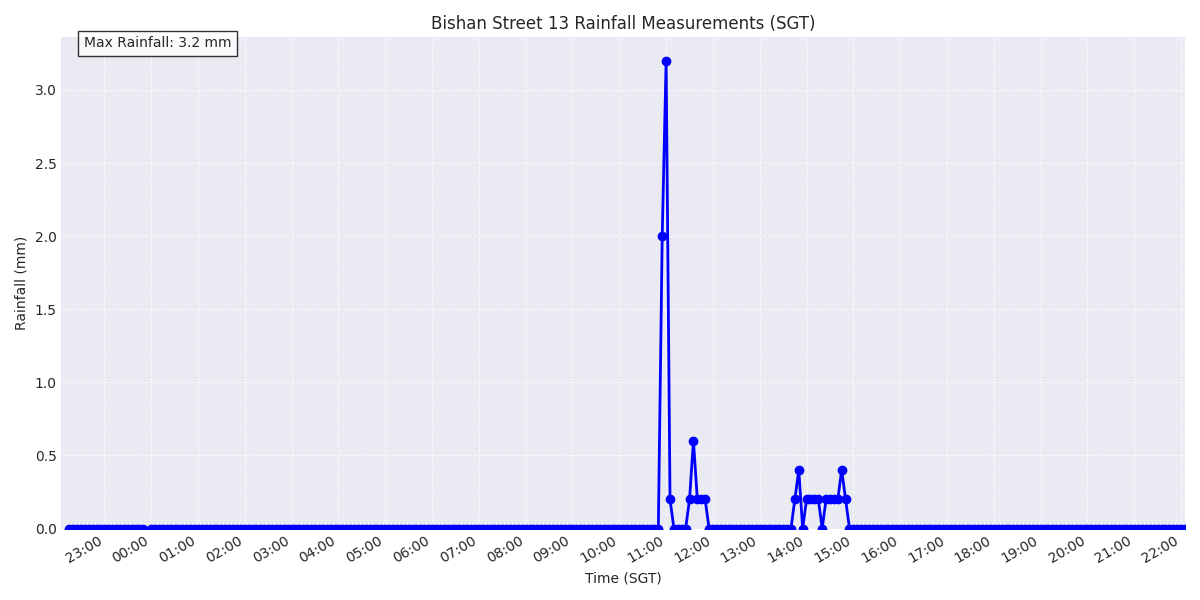 Bishan Street 13 Rainfall Measurements (SGT)
Max Rainfall: 3.2 mm
Rainfall (mm)
3.0
2.5
2.0
1.5
1.0
0.5
0.0
23:00 00:00 01:00 02:00 03:00 04:00 05:00 06:00 07:00 08:00 09:00 10:00 11:00 12:00 13:00 14:00 15:00 16:00 17:00 18:00 19:00 20:00 21:00 22:00
Time (SGT)